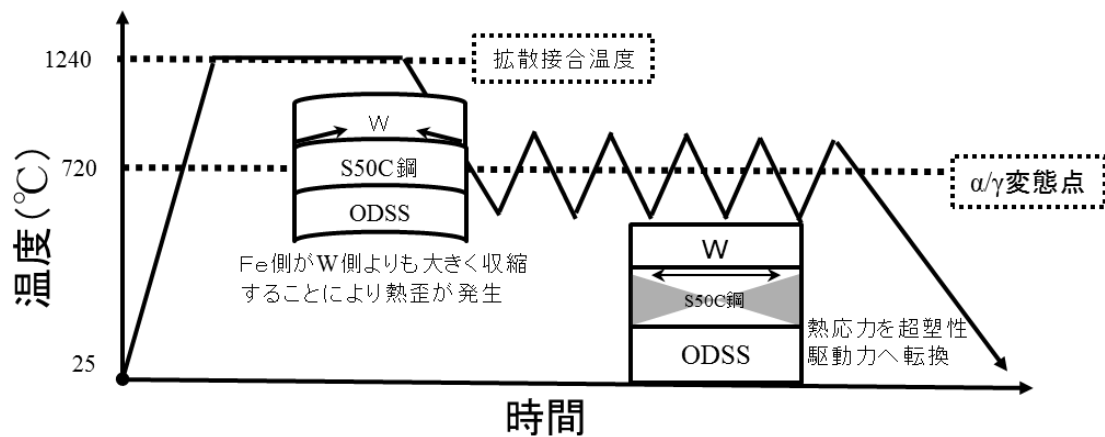 1240
拡散接合温度
W
720
S50C鋼
α/γ変態点
ODSS
温度(℃)
Fe側がW側よりも大きく収縮
することにより熱歪が発生
W
S50C鋼
熱応力を超塑性
駆動力へ転換
ODSS
25
時間